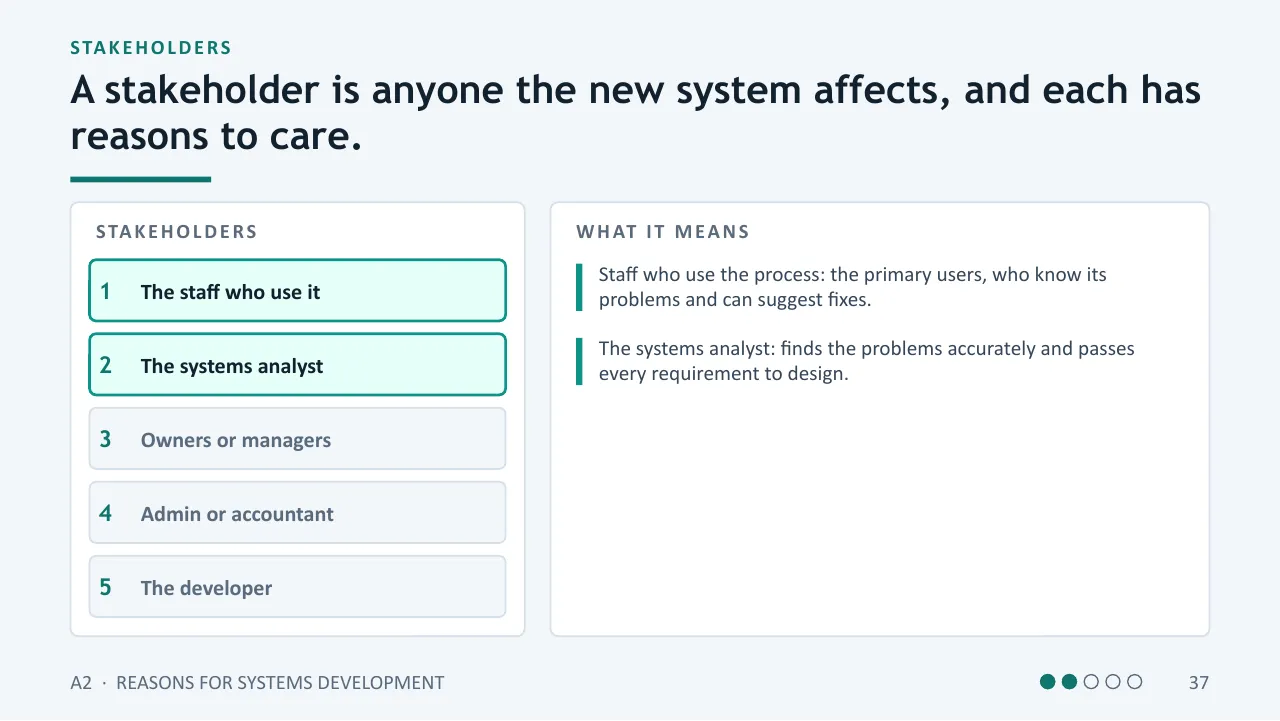 STAKEHOLDERS
A stakeholder is anyone the new system affects, and each has
reasons to care.
STAKEHOLDERS
1 The staff who use it
2 The systems analyst
3 Owners or managers
4 Admin or accountant
5 The developer
WHAT IT MEANS
Staff who use the process: the primary users, who know its
problems and can suggest fixes.
The systems analyst: finds the problems accurately and passes
every requirement to design.
A2 · REASONS FOR SYSTEMS DEVELOPMENT
37